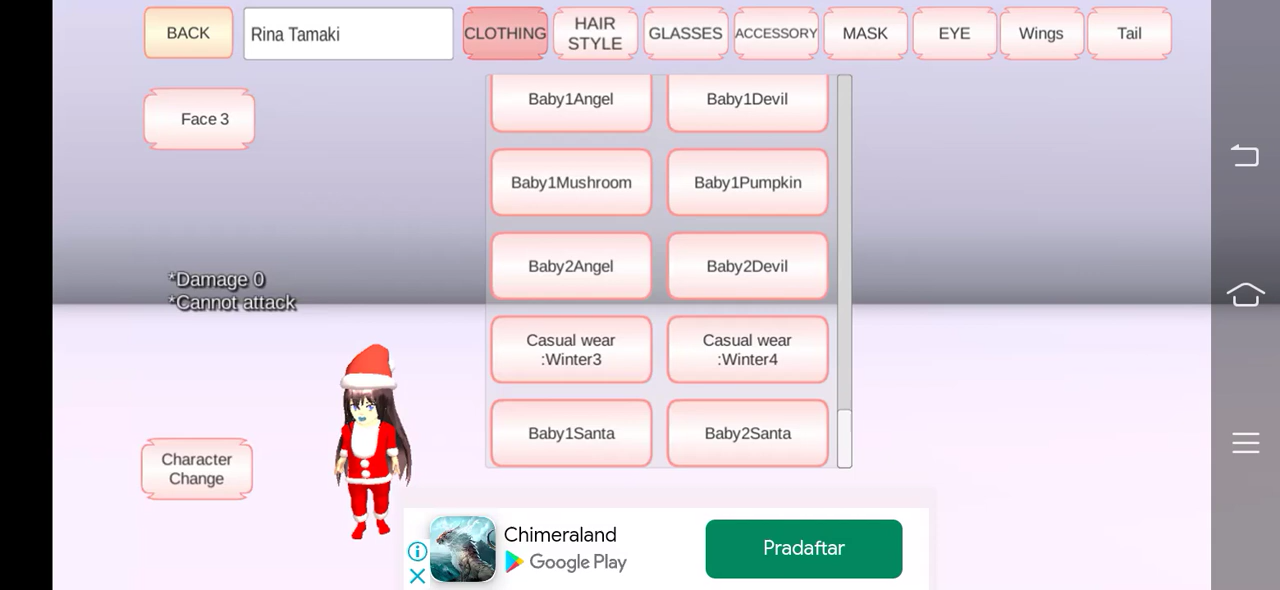 BACK
Rina Tamaki
CLOTHING
HAIR
STYLE
GLASSES
ACCESSORY
MASK
EYE
Wings
Tail
Face 3
Baby1Angel
Baby1Devil
Baby1Mushroom
Baby1Pumpkin
Baby2Angel
Baby2Devil
*Damage 0
*Cannot attack
Casual wear
:Winter3
Casual wear
:Winter4
Baby1Santa
Baby2Santa
Character
Change
Chimeraland
Google Play
Pradaftar